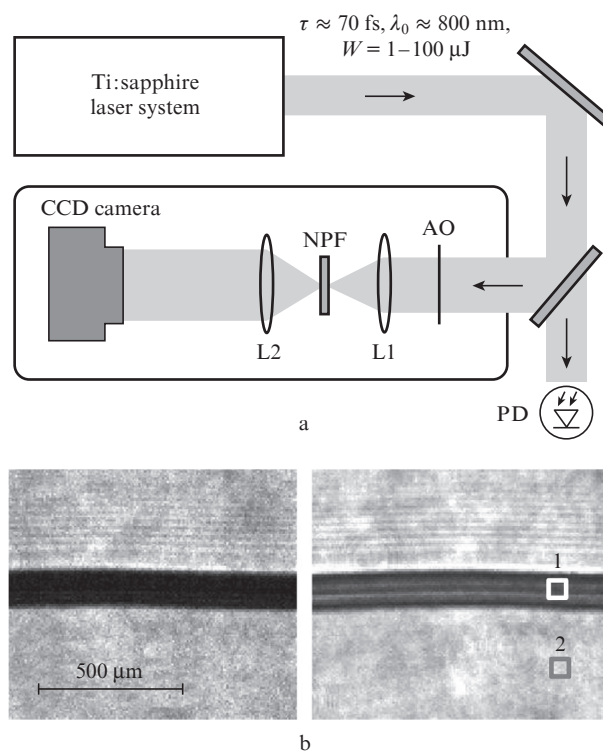 τ ≈ 70 fs, λ₀ ≈ 800 nm,
W = 1–100 μJ
Ti:sapphire
laser system
CCD camera
NPF
AO
L2
L1
PD
a
1
2
500 μm
b